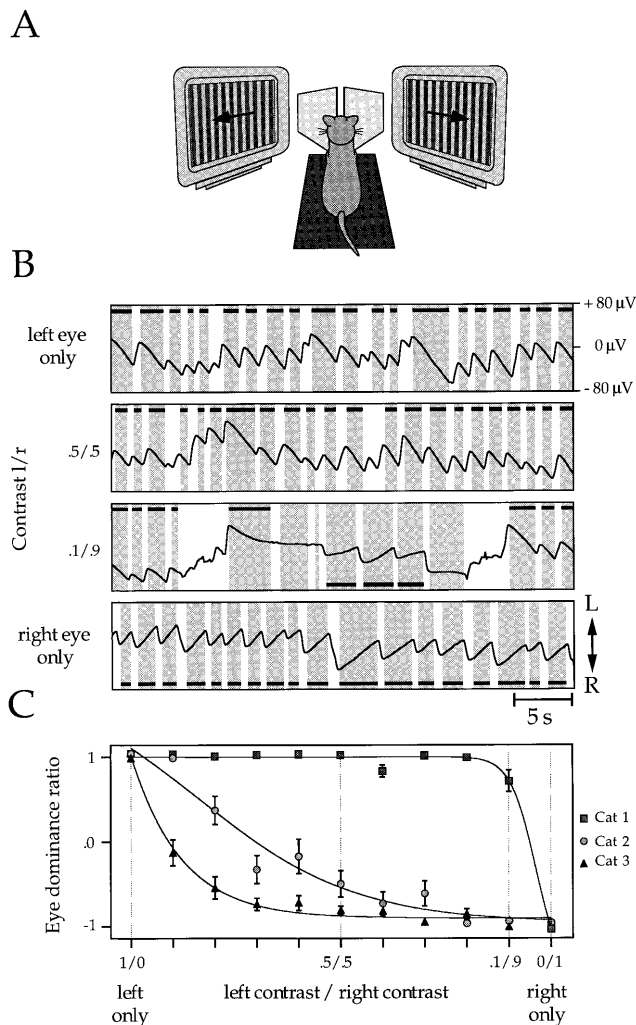 A
B
left eye only
+ 80 µV
0 µV
- 80 µV
Contrast l/r
.5/.5
.1/.9
right eye only
L
R
5 s
C
Eye dominance ratio
1
.0
-1
Cat 1
Cat 2
Cat 3
1/0
.5/.5
.1/.9
0/1
left only
left contrast / right contrast
right only